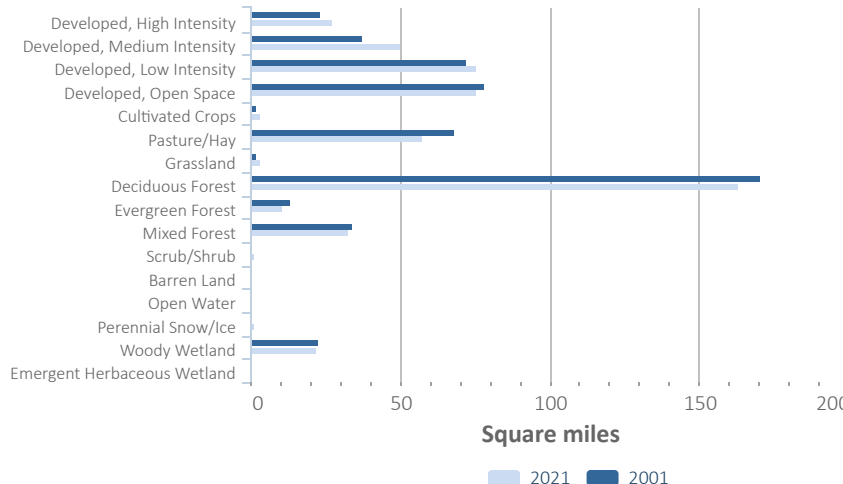 Developed, High Intensity
Developed, Medium Intensity
Developed, Low Intensity
Developed, Open Space
Cultivated Crops
Pasture/Hay
Grassland
Deciduous Forest
Evergreen Forest
Mixed Forest
Scrub/Shrub
Barren Land
Open Water
Perennial Snow/Ice
Woody Wetland
Emergent Herbaceous Wetland
0 50 100 150 200
Square miles
2021 2001